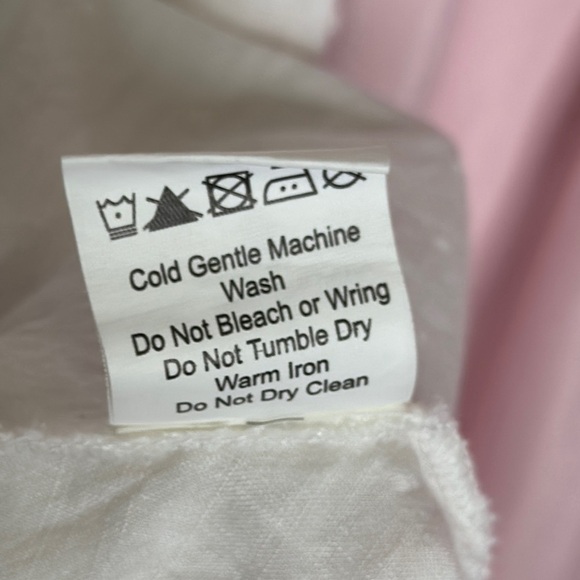 Cold Gentle Machine
Wash
Do Not Bleach or Wring
Do Not Tumble Dry
Warm Iron
Do Not Dry Clean